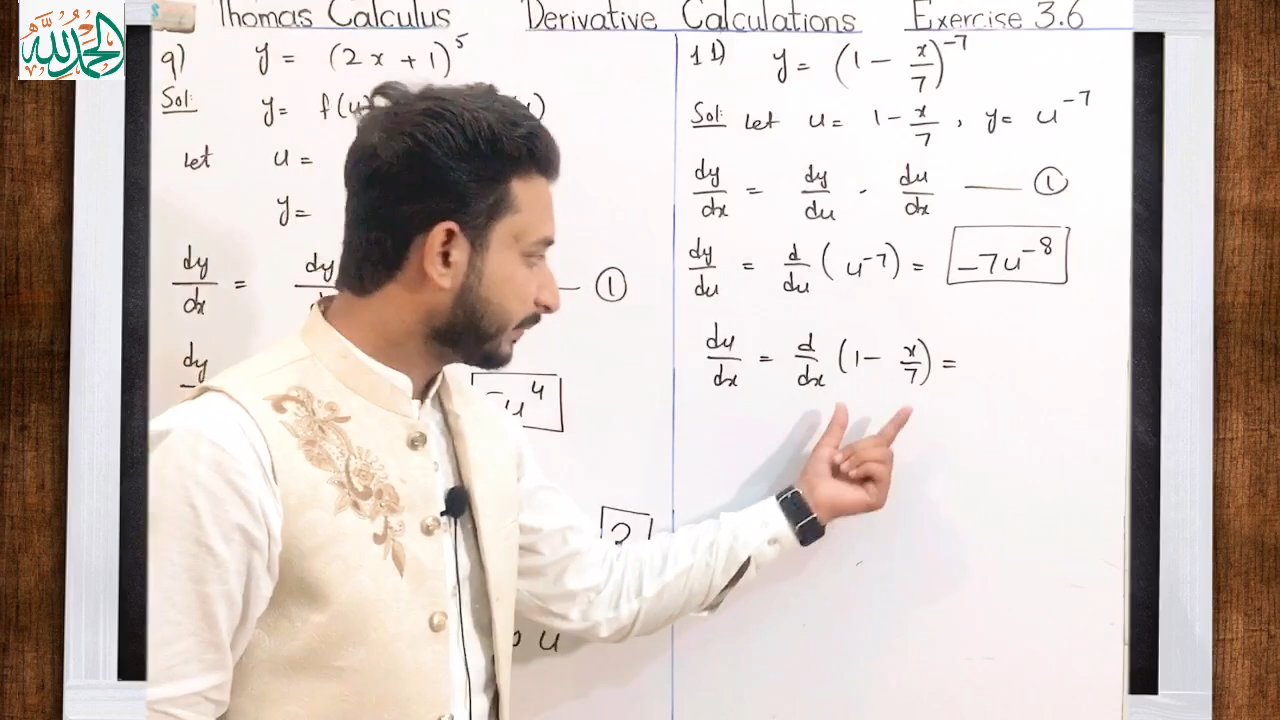 الحمد لله
Thomas Calculus Derivative Calculations Exercise 3.6
9) y = (2x + 1)^5
Sol: y = f(u)
Let u =
y =
dy/dx = dy/ — ①
dy
u^4
2
u
11) y = (1 - x/7)^-7
Sol: Let u = 1 - x/7, y = u^-7
dy/dx = dy/du . du/dx — ①
dy/du = d/du (u^-7) = -7u^-8
du/dx = d/dx (1 - x/7) =